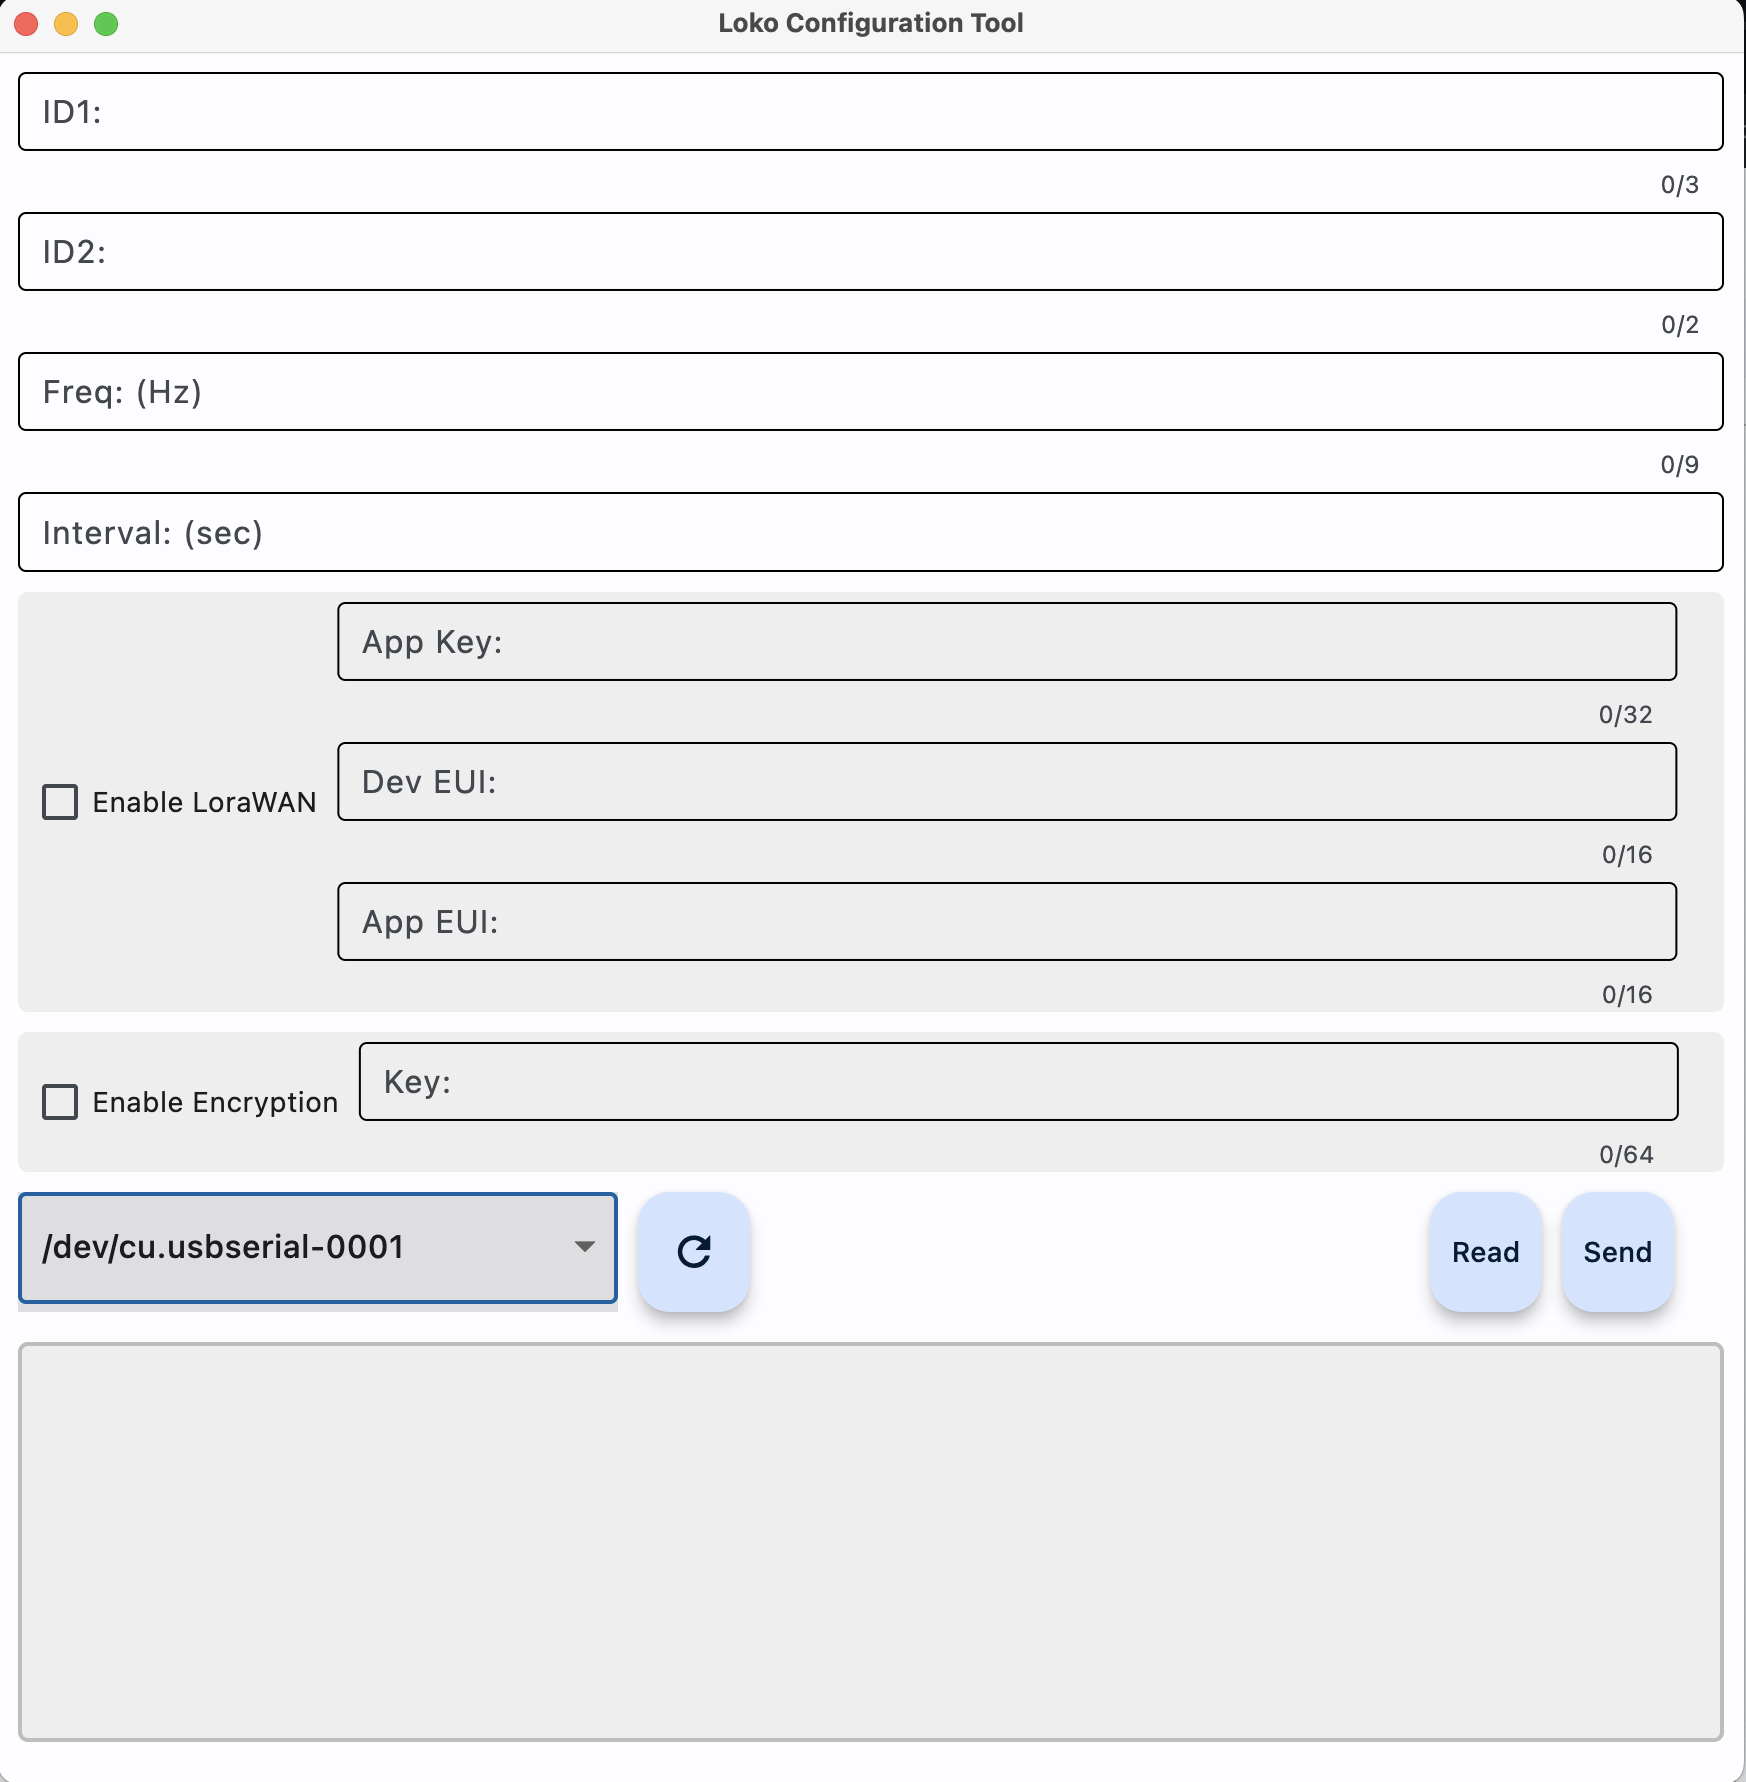 Loko Configuration Tool
ID1:
0/3
ID2:
0/2
Freq: (Hz)
0/9
Interval: (sec)
App Key:
0/32
Enable LoraWAN
Dev EUI:
0/16
App EUI:
0/16
Enable Encryption
Key:
0/64
/dev/cu.usbserial-0001
Read
Send